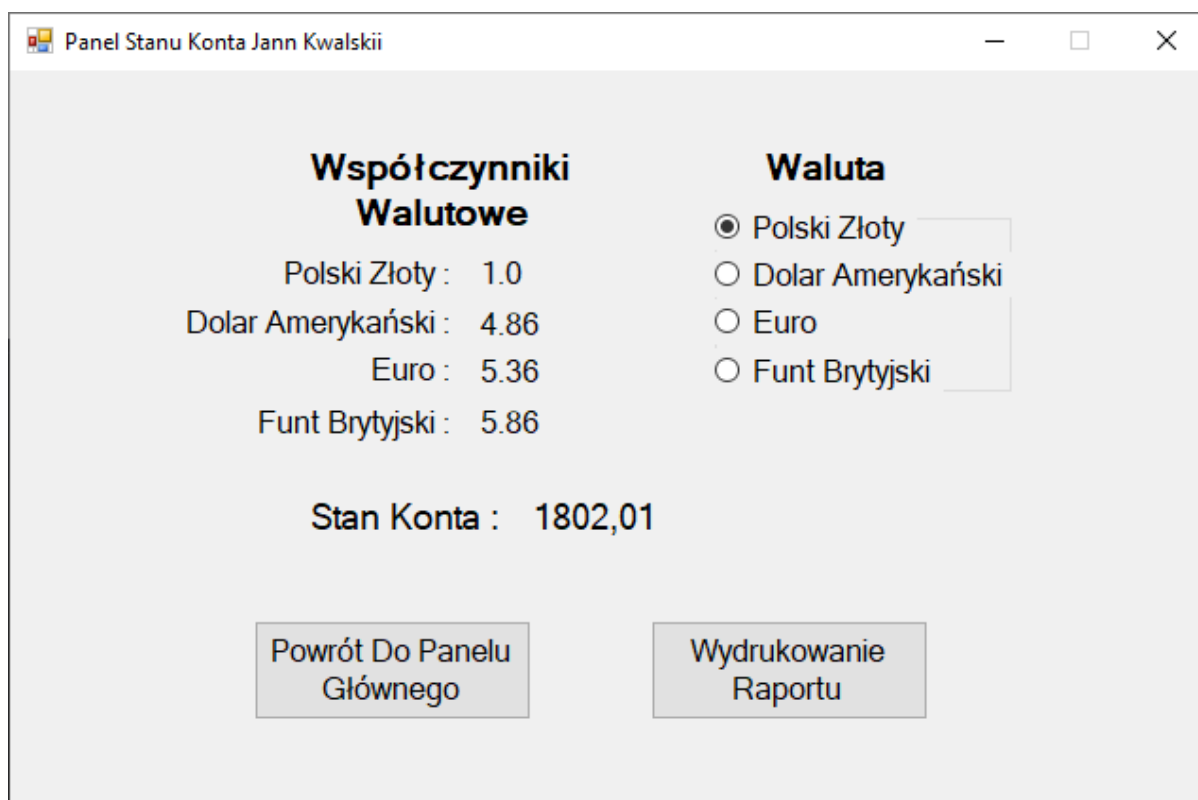 Panel Stanu Konta Jann Kwalskii
Współczynniki
Walutowe
Polski Złoty : 1.0
Dolar Amerykański : 4.86
Euro : 5.36
Funt Brytyjski : 5.86
Waluta
Polski Złoty
Dolar Amerykański
Euro
Funt Brytyjski
Stan Konta : 1802,01
Powrót Do Panelu
Głównego
Wydrukowanie
Raportu